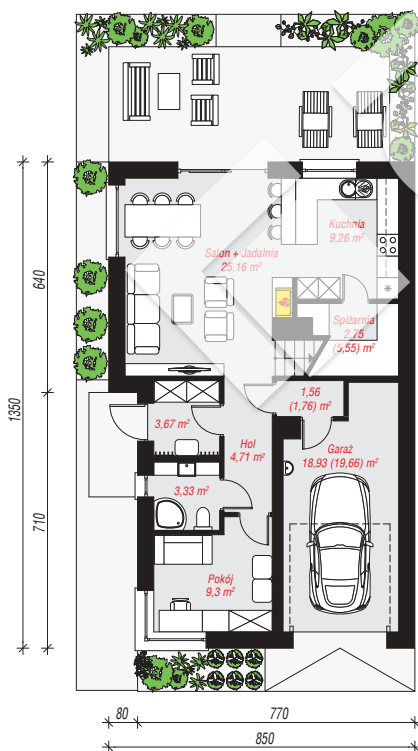 Kuchnia
9,26 m²
Salon + Jadalnia
25,16 m²
Spiżarnia
2,75
(5,55) m²
1,56
(1,76) m²
3,67 m²
Hol
4,71 m²
Garaż
18,93 (19,66) m²
3,33 m²
Pokój
9,3 m²
640
1350
710
80
770
850